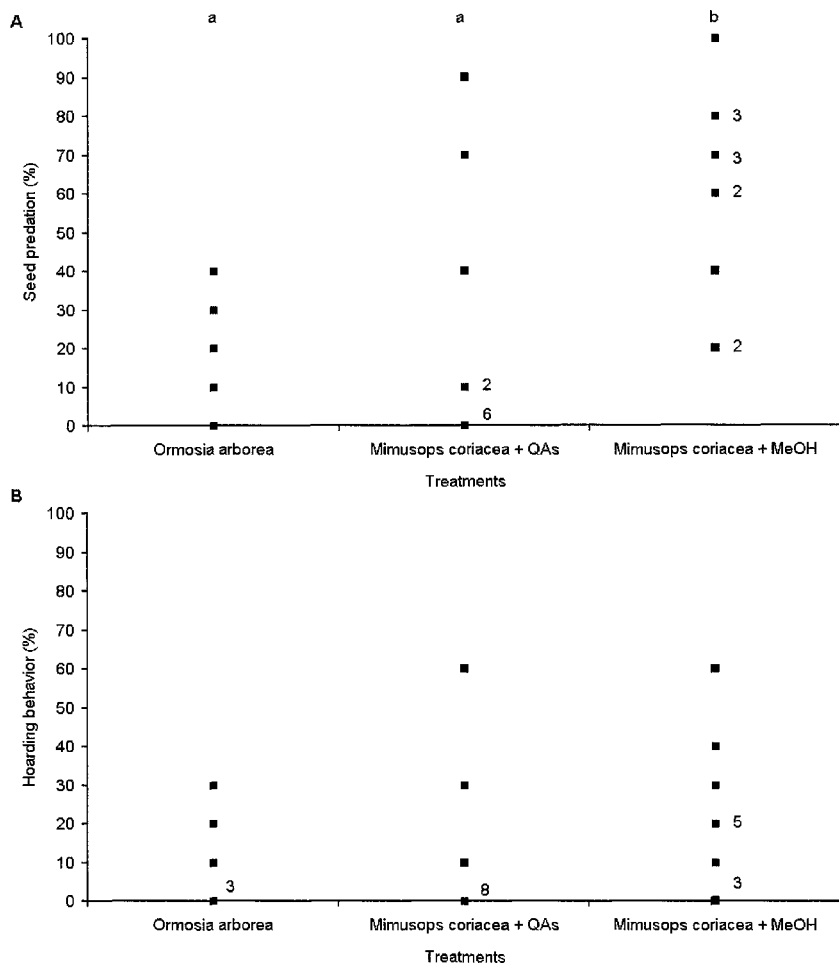 A
a a b
100
90
80 3
70 3
60 2
50
40
30
20 2
10 2
0 6
Seed predation (%)
Ormosia arborea Mimusops coriacea + QAs Mimusops coriacea + MeOH
Treatments
B
100
90
80
70
60
50
40
30
20 5
10
0 3 8 3
Hoarding behavior (%)
Ormosia arborea Mimusops coriacea + QAs Mimusops coriacea + MeOH
Treatments